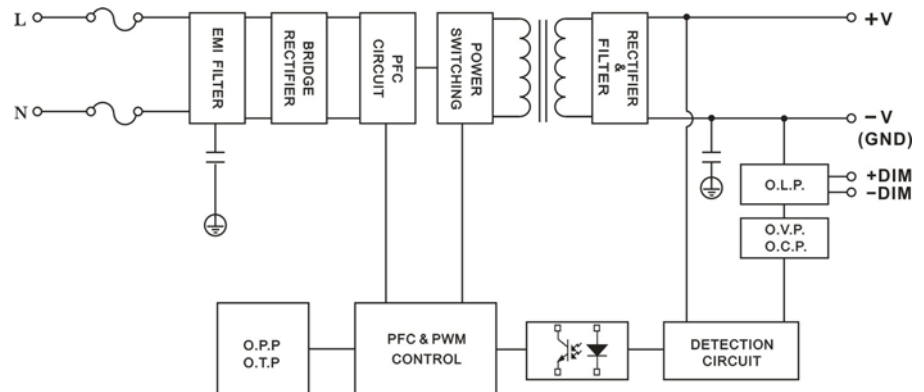 L
N
EMI FILTER
BRIDGE
RECTIFIER
PFC
CIRCUIT
POWER
SWITCHING
RECTIFIER
&
FILTER
+V
−V
(GND)
O.L.P.
+DIM
−DIM
O.V.P.
O.C.P.
O.P.P
O.T.P
PFC & PWM
CONTROL
DETECTION
CIRCUIT